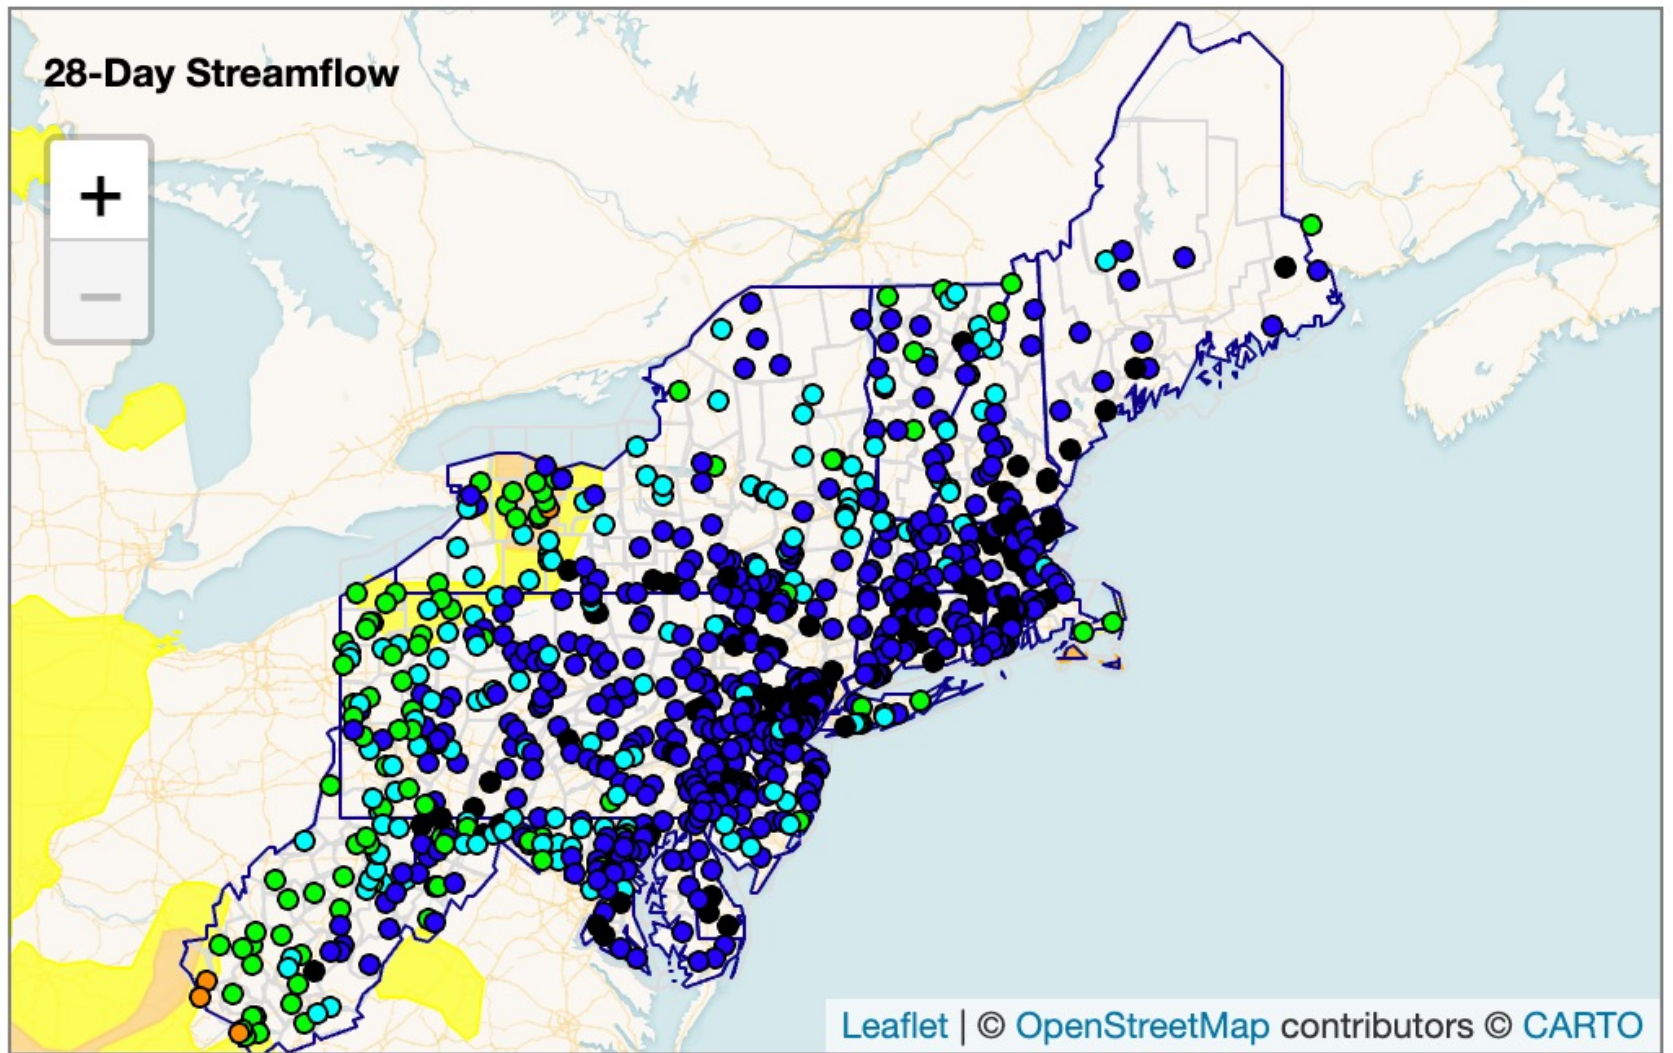 28-Day Streamflow
+
−
Leaflet | © OpenStreetMap contributors © CARTO